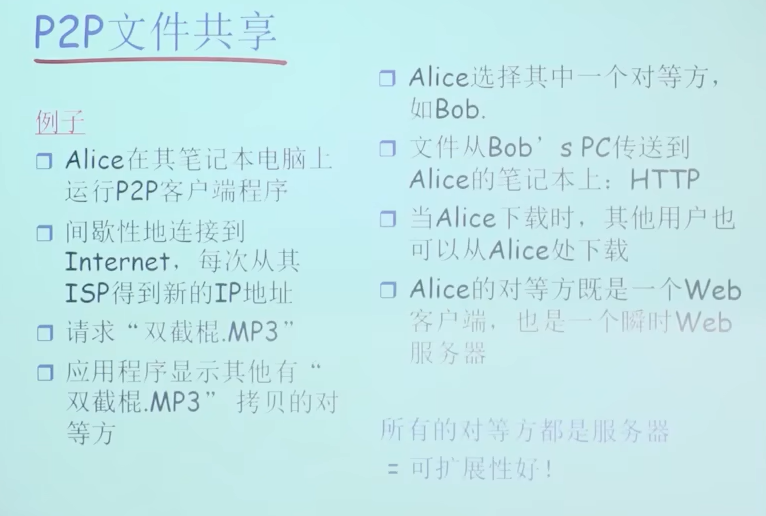 P2P文件共享
例子
Alice在其笔记本电脑上
运行P2P客户端程序
间歇性地连接到
Internet，每次从其
ISP得到新的IP地址
请求“双截棍.MP3”
应用程序显示其他有“
双截棍.MP3” 拷贝的对
等方
Alice选择其中一个对等方，
如Bob.
文件从Bob’s PC传送到
Alice的笔记本上：HTTP
当Alice下载时，其他用户也
可以从Alice处下载
Alice的对等方既是一个Web
客户端，也是一个瞬时Web
服务器
所有的对等方都是服务器
= 可扩展性好！